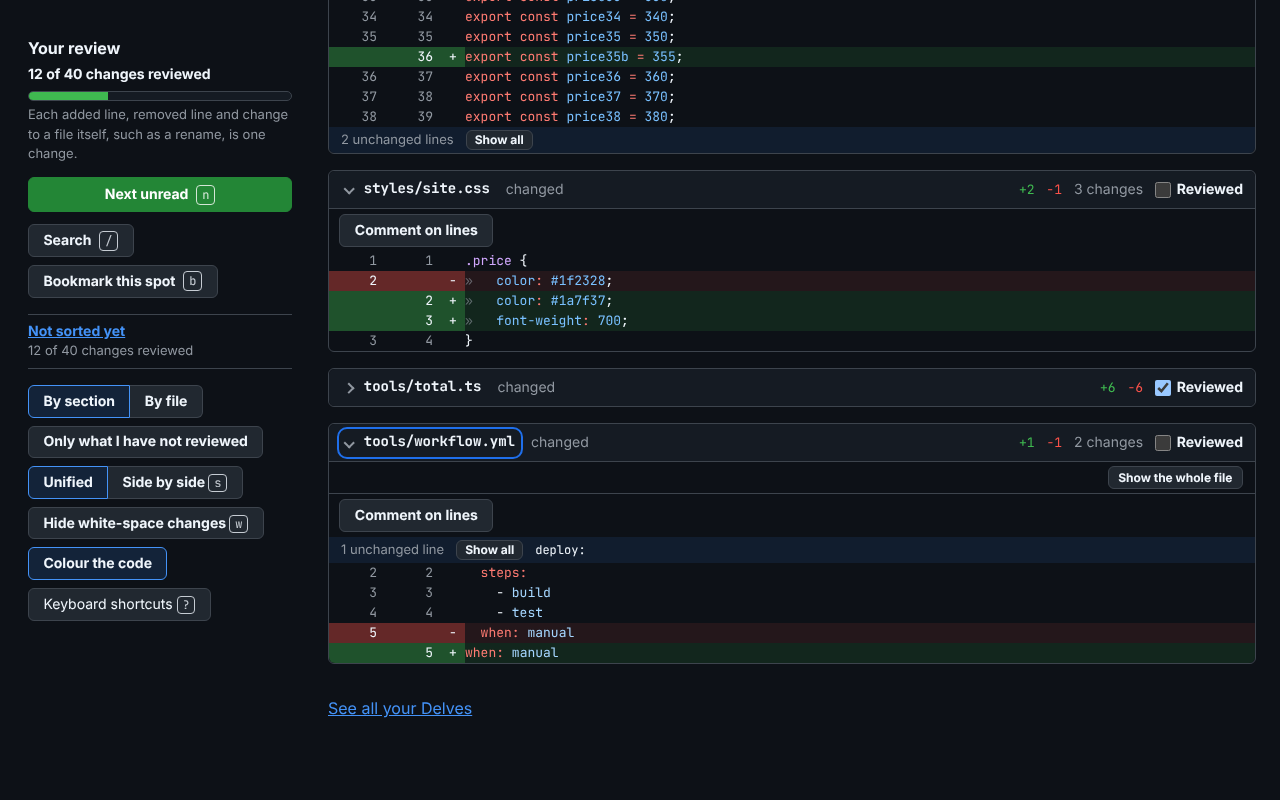 34 34 export const price34 = 340;
35 35 export const price35 = 350;
36 + export const price35b = 355;
36 37 export const price36 = 360;
37 38 export const price37 = 370;
38 39 export const price38 = 380;
2 unchanged lines Show all
Your review
12 of 40 changes reviewed
Each added line, removed line and change
to a file itself, such as a rename, is one
change.
Next unread n
Search /
Bookmark this spot b
Not sorted yet
12 of 40 changes reviewed
By section By file
Only what I have not reviewed
Unified Side by side s
Hide white-space changes w
Colour the code
Keyboard shortcuts ?
styles/site.css changed +2 -1 3 changes Reviewed
Comment on lines
1 1 .price {
2 - » color: #1f2328;
2 + » color: #1a7f37;
3 + » font-weight: 700;
3 4 }
tools/total.ts changed +6 -6 Reviewed
tools/workflow.yml changed +1 -1 2 changes Reviewed
Show the whole file
Comment on lines
1 unchanged line Show all deploy:
2 2 steps:
3 3 - build
4 4 - test
5 - when: manual
5 + when: manual
See all your Delves